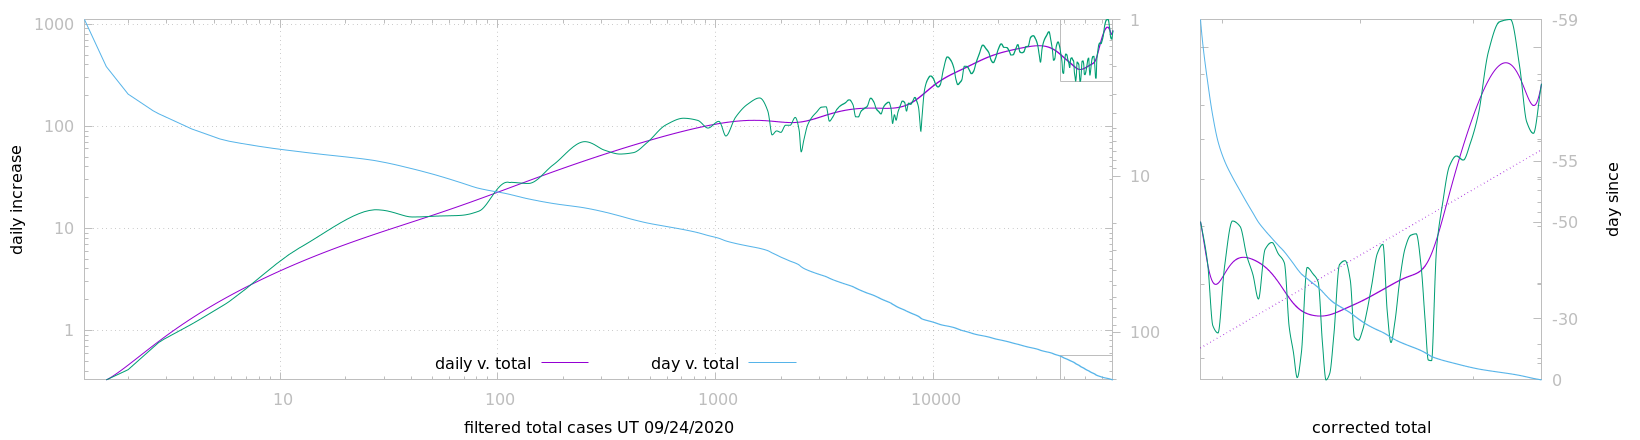 1000
100
10
1
daily increase
daily v. total
day v. total
10
100
1000
10000
filtered total cases UT 09/24/2020
1
10
100
-59
-55
-50
-30
0
day since
corrected total